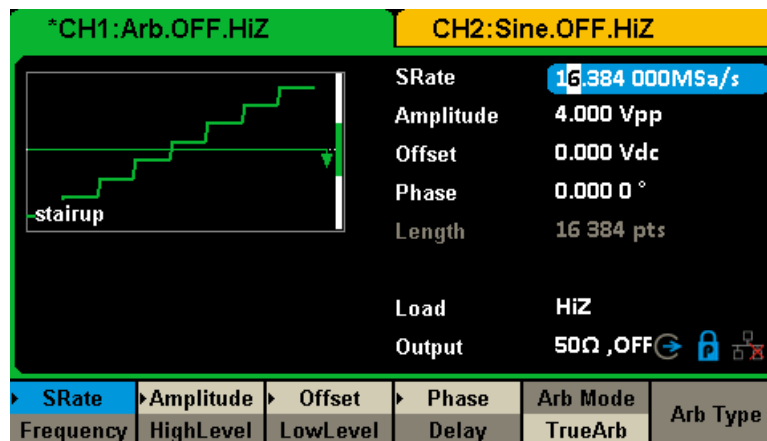 *CH1:Arb.OFF.HiZ CH2:Sine.OFF.HiZ
SRate 16.384 000MSa/s
Amplitude 4.000 Vpp
Offset 0.000 Vdc
Phase 0.000 0 °
stairup
Length 16 384 pts
Load HiZ
Output 50Ω ,OFF
SRate Amplitude Offset Phase Arb Mode Arb Type
Frequency HighLevel LowLevel Delay TrueArb